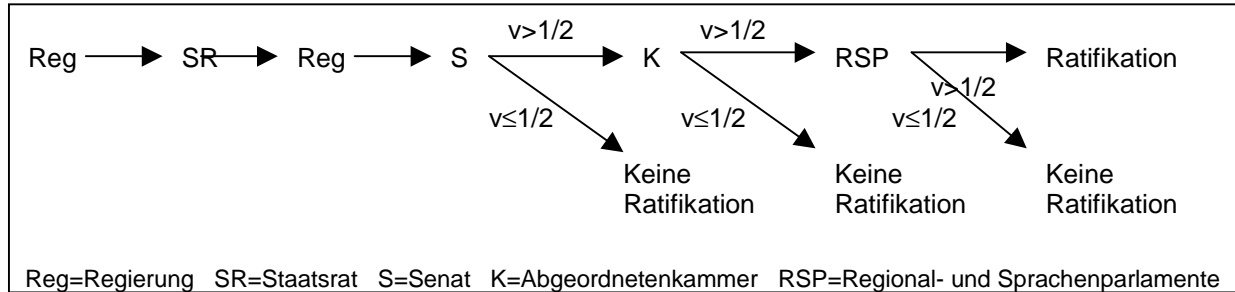 v>1/2 v>1/2
Reg SR Reg S K RSP Ratifikation
v>1/2
v≤1/2 v≤1/2 v≤1/2
Keine Keine Keine
Ratifikation Ratifikation Ratifikation
Reg=Regierung SR=Staatsrat S=Senat K=Abgeordnetenkammer RSP=Regional- und Sprachenparlamente